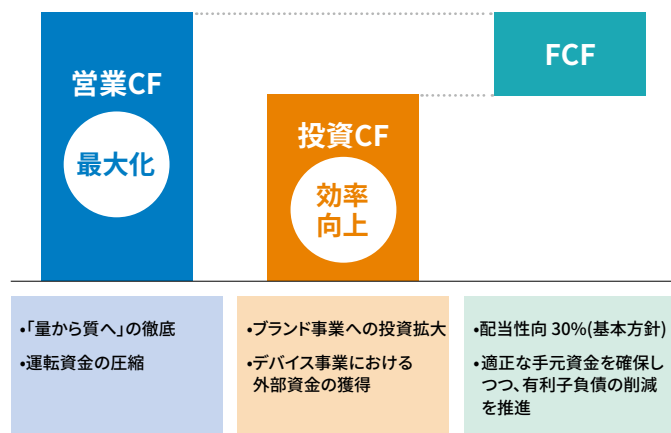 営業CF
最大化
投資CF
効率
向上
FCF
•「量から質へ」の徹底
•運転資金の圧縮
•ブランド事業への投資拡大
•デバイス事業における
外部資金の獲得
•配当性向 30%(基本方針)
•適正な手元資金を確保し
つつ、有利子負債の削減
を推進